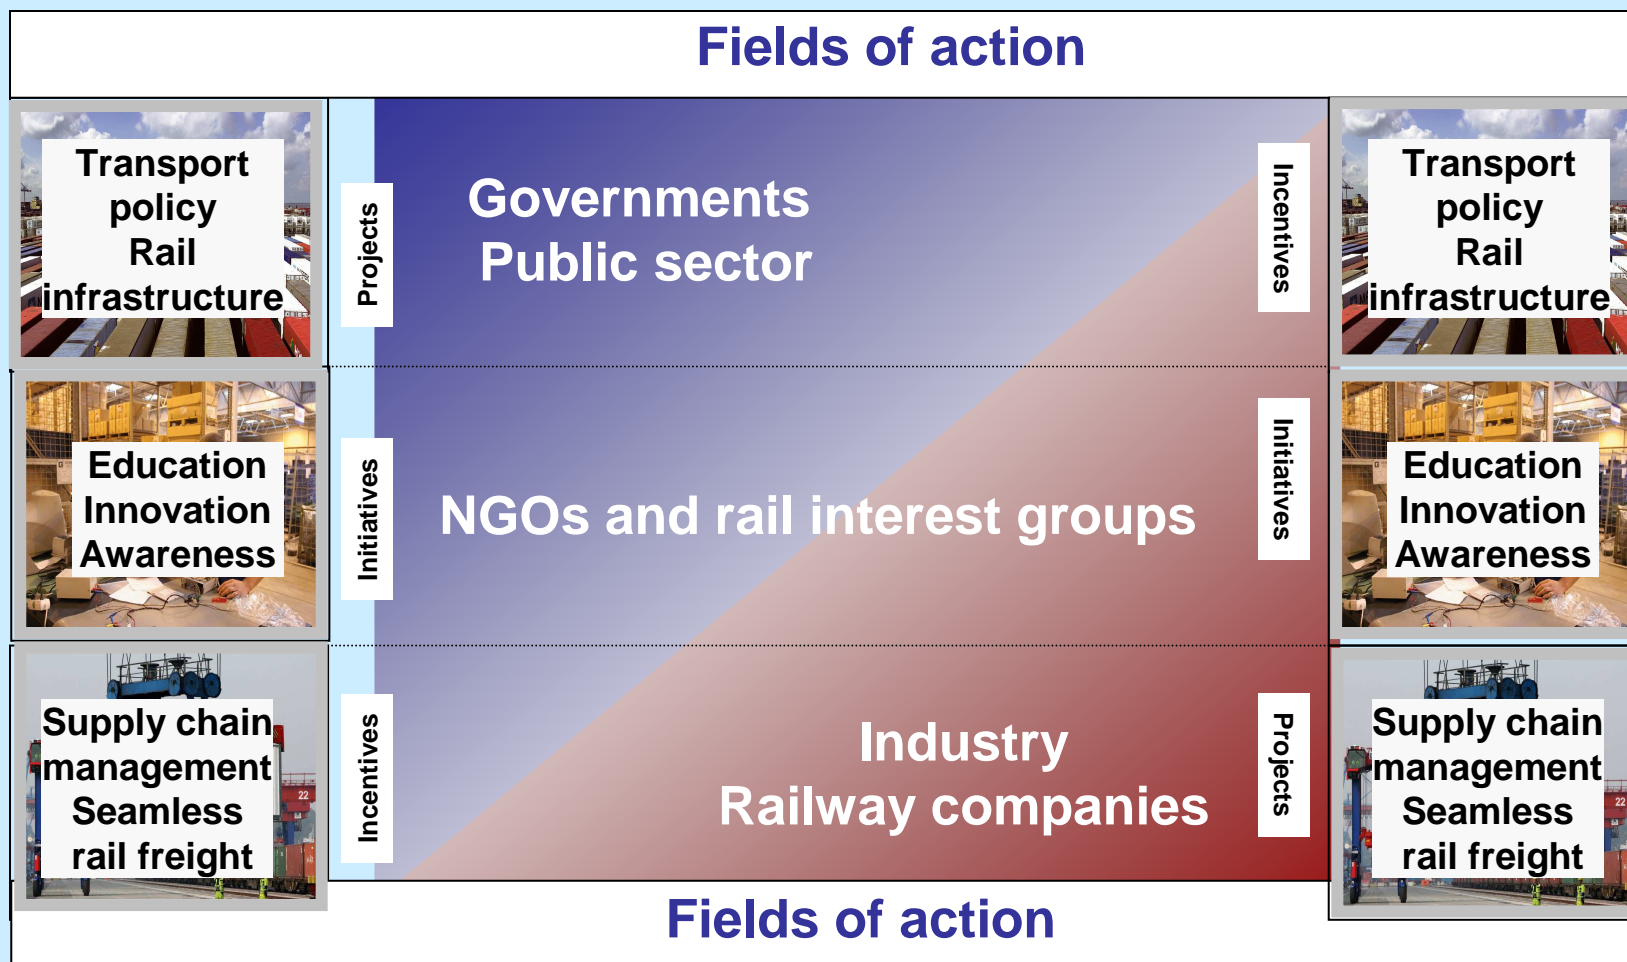 Fields of action
Transport
policy
Rail
infrastructure
Projects
Governments
Public sector
Incentives
Transport
policy
Rail
infrastructure
Education
Innovation
Awareness
Initiatives
NGOs and rail interest groups
Initiatives
Education
Innovation
Awareness
Supply chain
management
Seamless
rail freight
22
Incentives
Industry
Railway companies
Projects
Supply chain
management
Seamless
rail freight
22
Fields of action